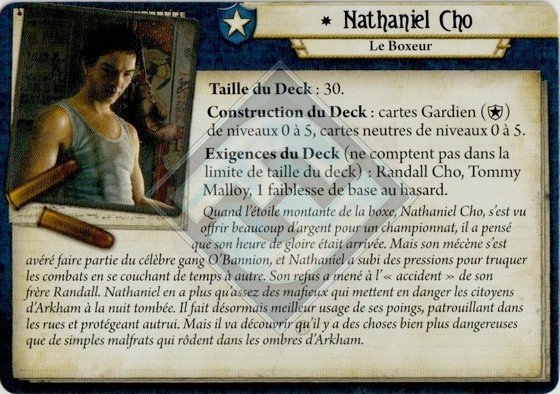 Nathaniel Cho
Le Boxeur
Taille du Deck : 30.
Construction du Deck : cartes Gardien ( )
de niveaux 0 à 5, cartes neutres de niveaux 0 à 5.
Exigences du Deck (ne comptent pas dans la
limite de taille du deck) : Randall Cho, Tommy
Malloy, 1 faiblesse de base au hasard.
Quand l'étoile montante de la boxe, Nathaniel Cho, s'est vu
offrir beaucoup d'argent pour un championnat, il a pensé
que son heure de gloire était arrivée. Mais son mécène s'est
avéré faire partie du célèbre gang O'Bannion, et Nathaniel a subi des pressions pour truquer
les combats en se couchant de temps à autre. Son refus a mené à l'« accident » de son
frère Randall. Nathaniel en a plus qu'assez des mafieux qui mettent en danger les citoyens
d'Arkham à la nuit tombée. Il fait désormais meilleur usage de ses poings, patrouillant dans
les rues et protégeant autrui. Mais il va découvrir qu'il y a des choses bien plus dangereuses
que de simples malfrats qui rôdent dans les ombres d'Arkham.